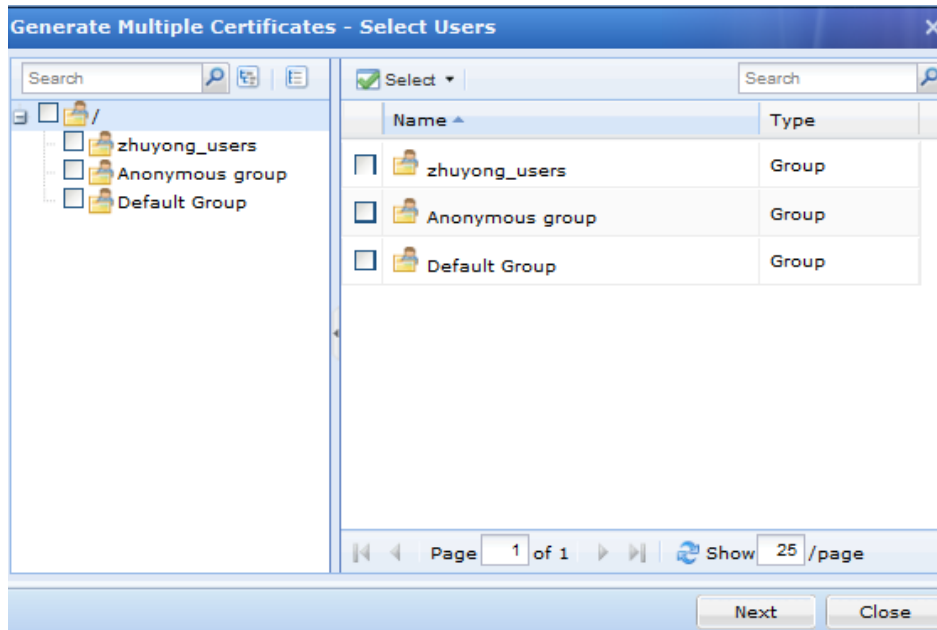 Generate Multiple Certificates - Select Users
Search
/
zhuyong_users
Anonymous group
Default Group
Select
Search
Name Type
zhuyong_users Group
Anonymous group Group
Default Group Group
Page 1 of 1 Show 25 /page
Next Close